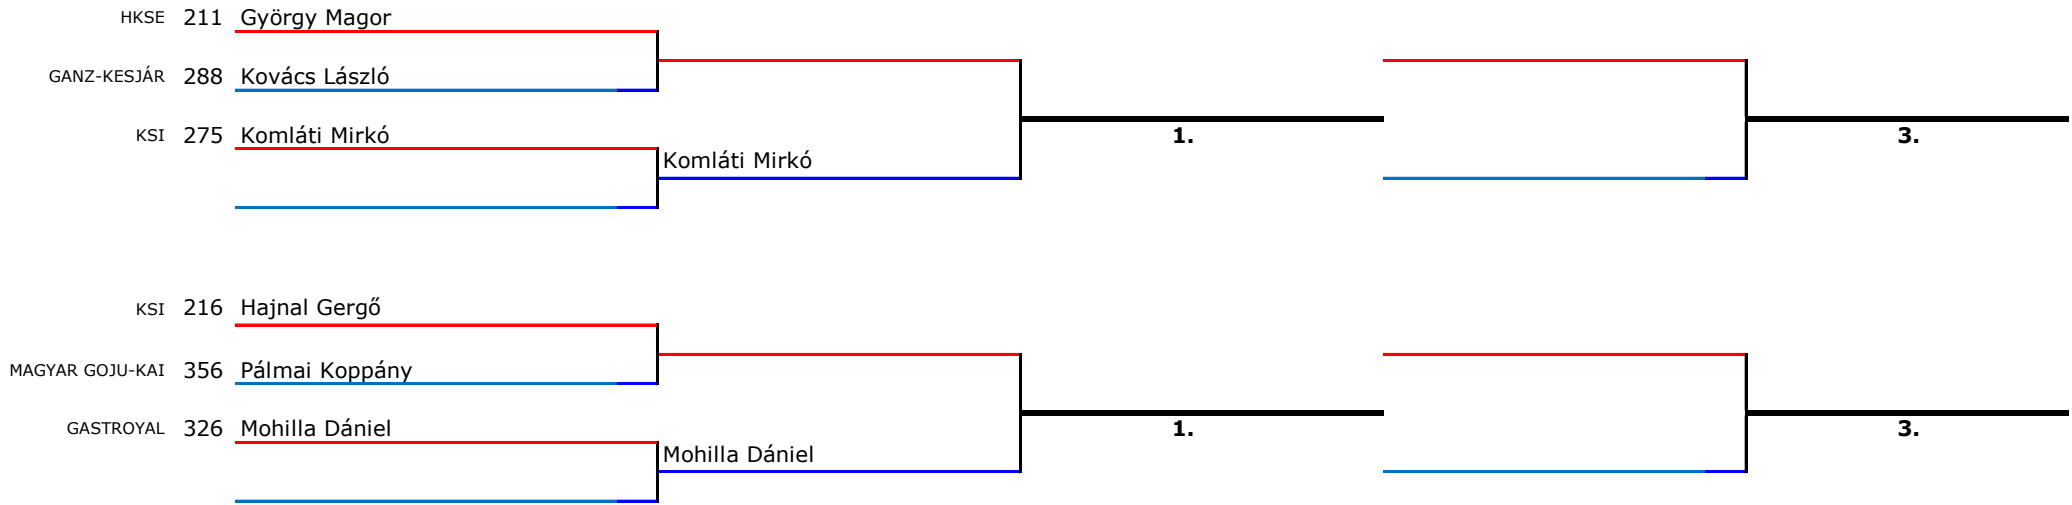 HKSE 211 György Magor
GANZ-KESJÁR 288 Kovács László
KSI 275 Komláti Mirkó 1. 3.
Komláti Mirkó
KSI 216 Hajnal Gergő
MAGYAR GOJU-KAI 356 Pálmai Koppány
GASTROYAL 326 Mohilla Dániel 1. 3.
Mohilla Dániel